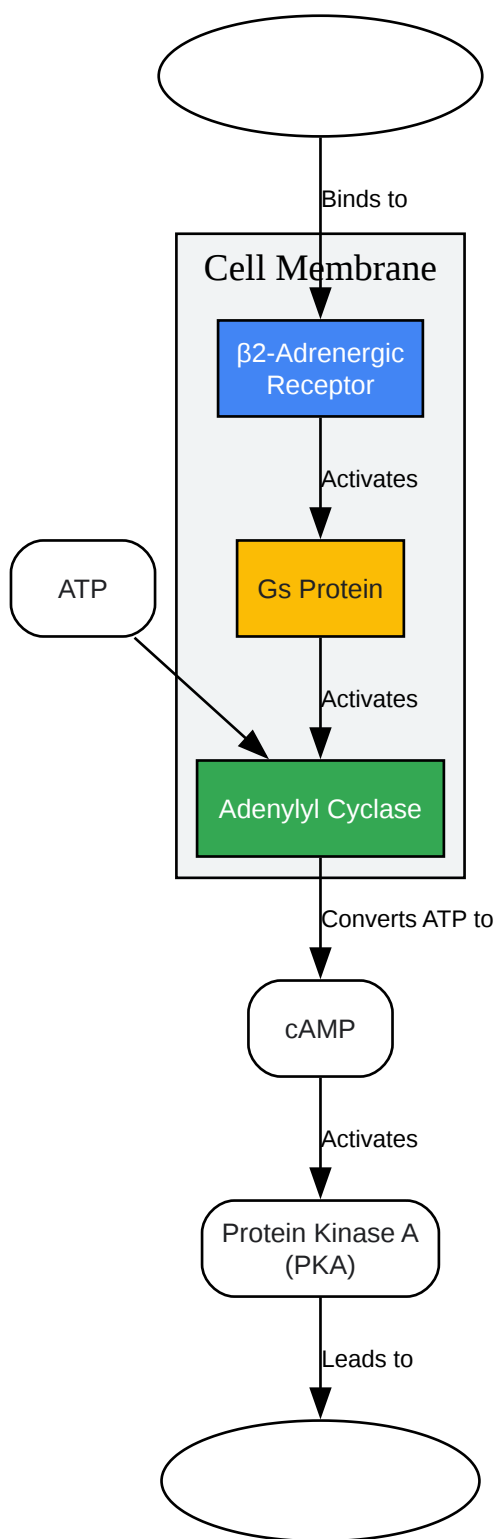 Binds to
Cell Membrane
β2-Adrenergic
Receptor
Activates
ATP
Gs Protein
Activates
Adenylyl Cyclase
Converts ATP to
cAMP
Activates
Protein Kinase A
(PKA)
Leads to